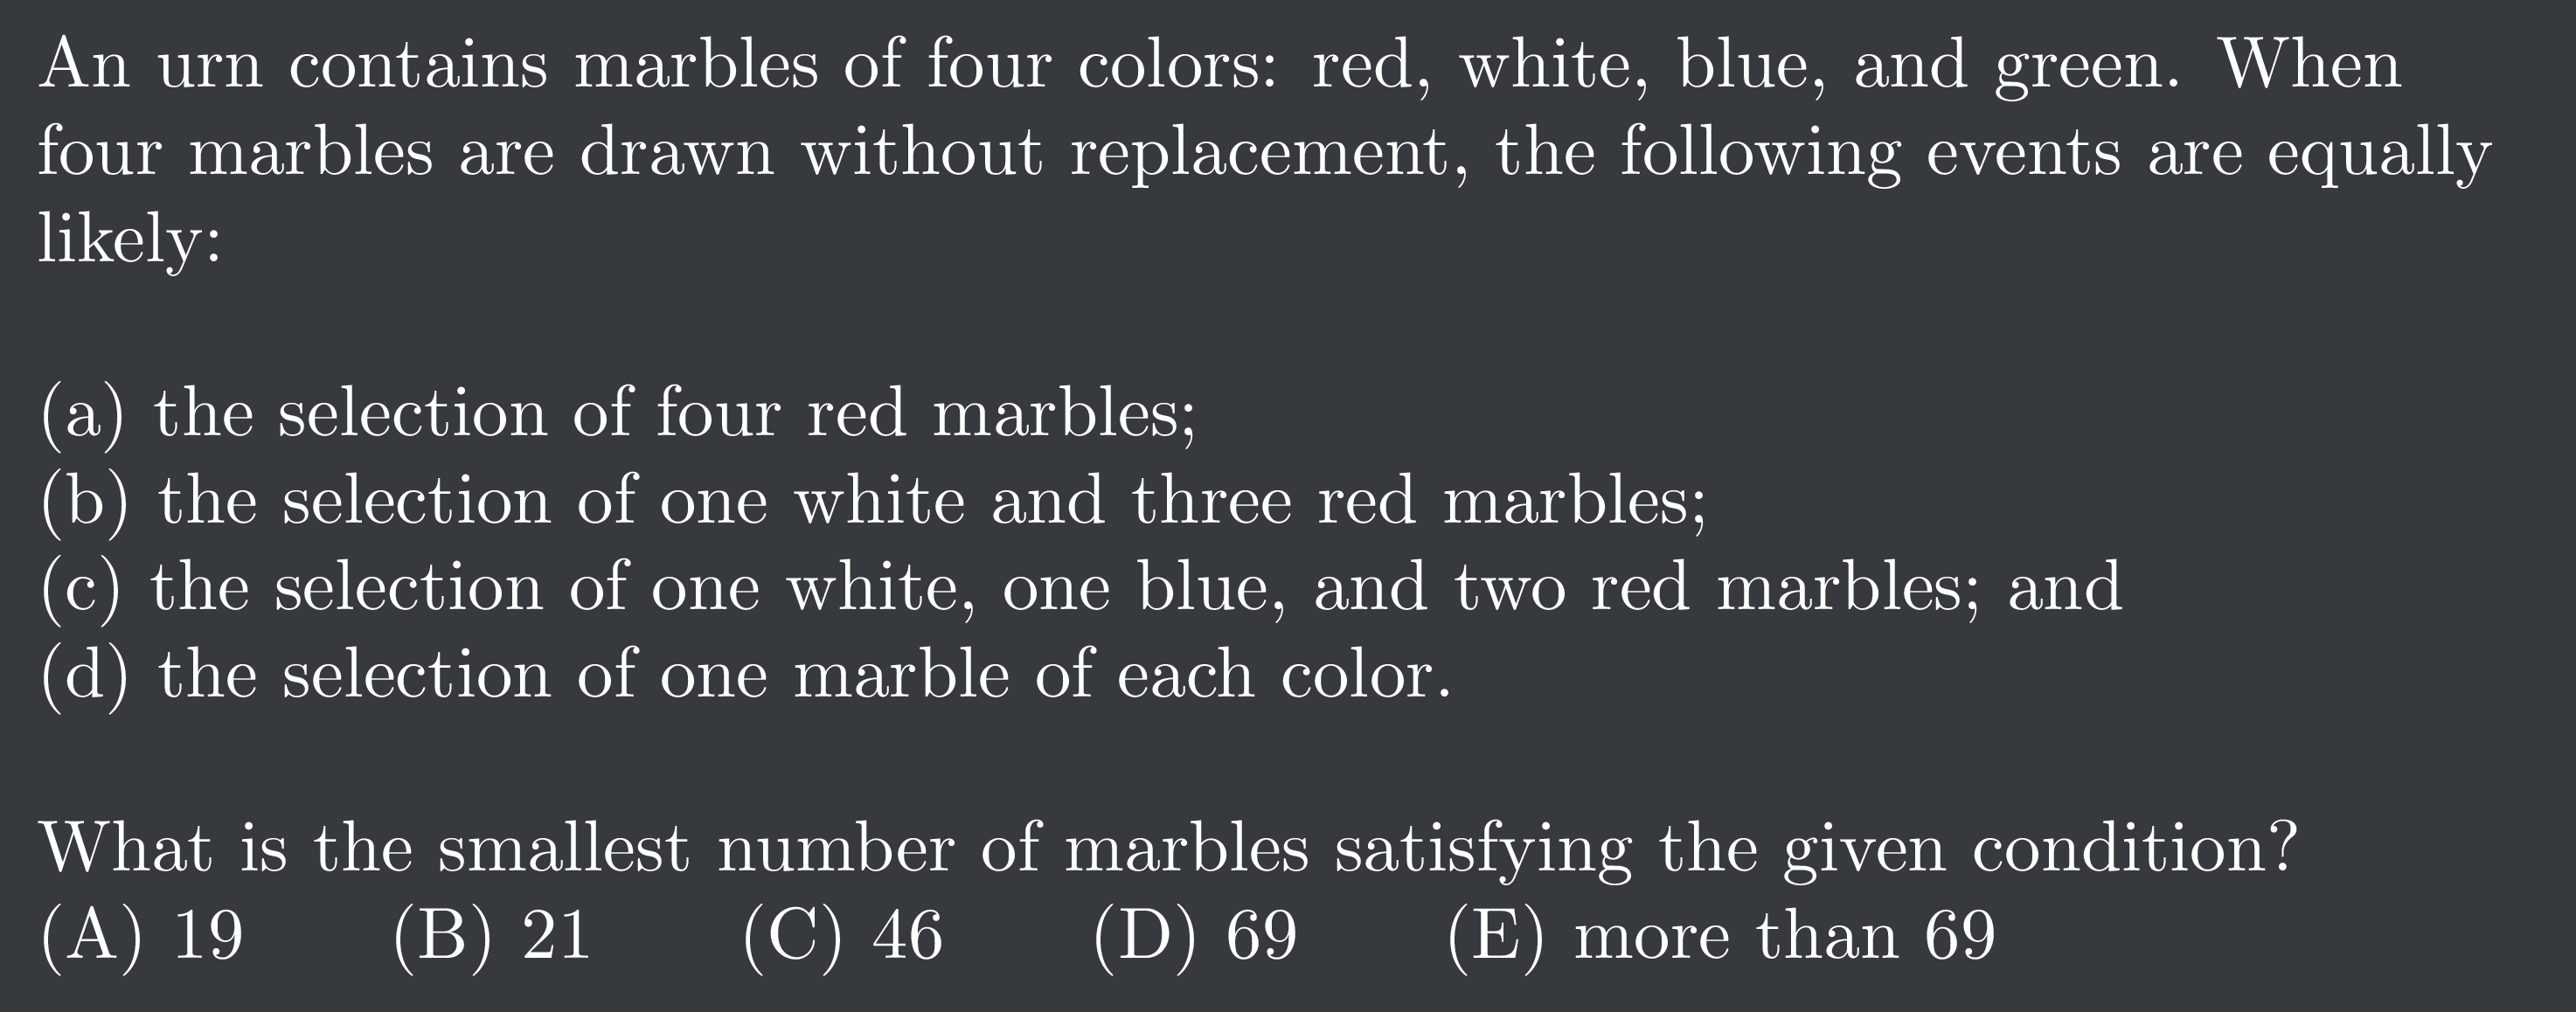 An urn contains marbles of four colors: red, white, blue, and green. When
four marbles are drawn without replacement, the following events are equally
likely:
(a) the selection of four red marbles;
(b) the selection of one white and three red marbles;
(c) the selection of one white, one blue, and two red marbles; and
(d) the selection of one marble of each color.
What is the smallest number of marbles satisfying the given condition?
(A) 19 (B) 21 (C) 46 (D) 69 (E) more than 69